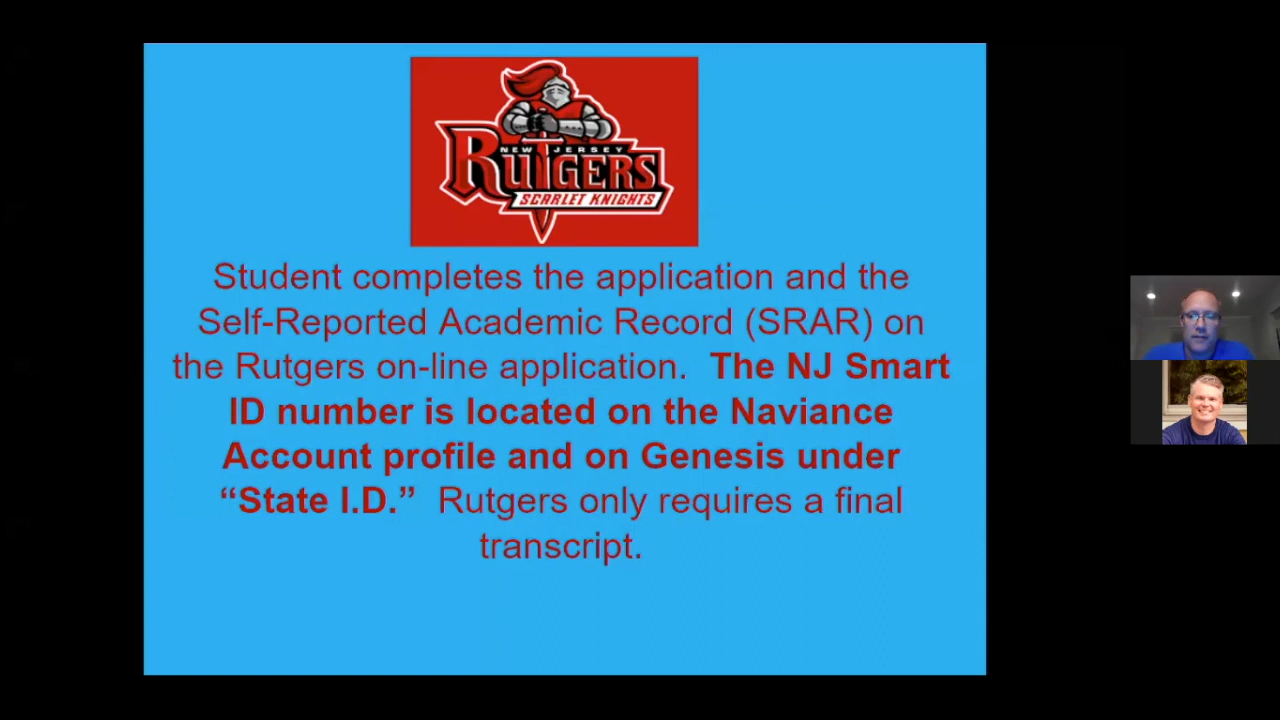 NEW JERSEY
RUTGERS
SCARLET KNIGHTS
Student completes the application and the
Self-Reported Academic Record (SRAR) on
the Rutgers on-line application. The NJ Smart
ID number is located on the Naviance
Account profile and on Genesis under
“State I.D.” Rutgers only requires a final
transcript.